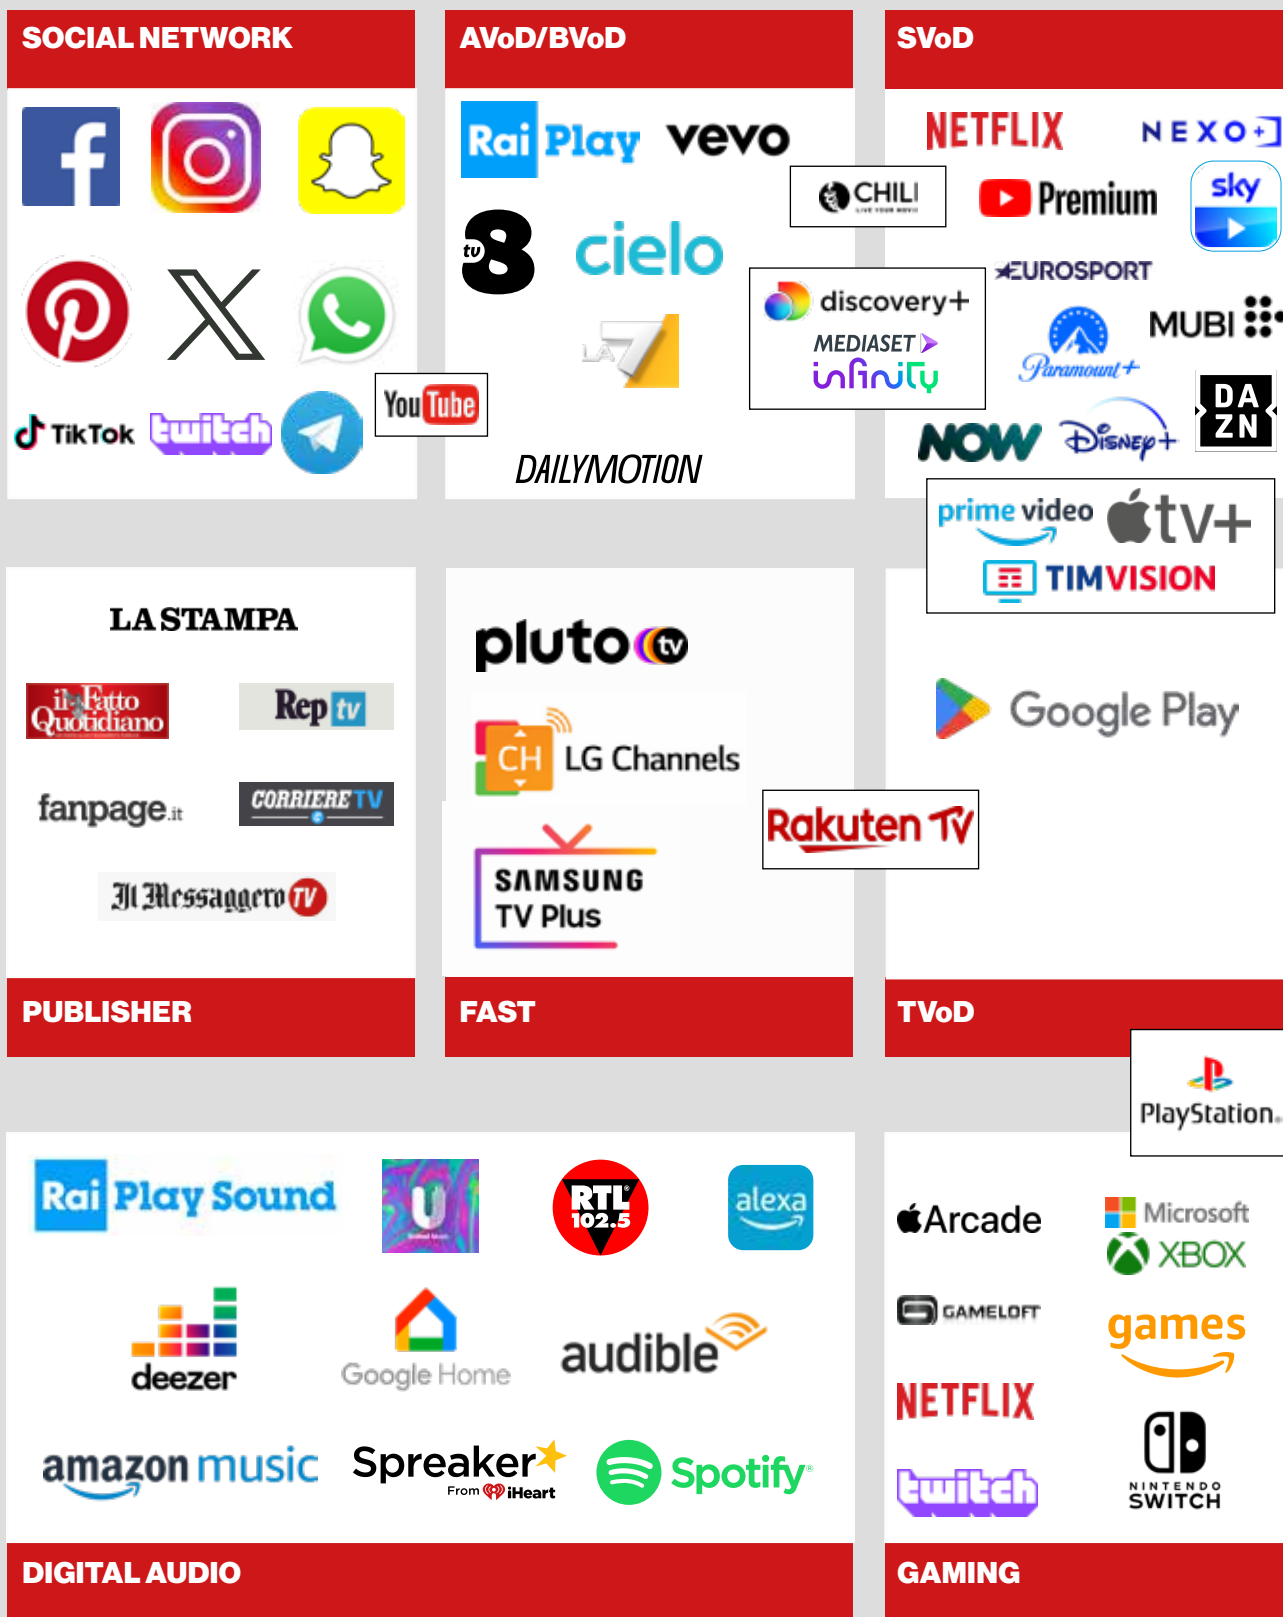 SOCIAL NETWORK
TikTok
twitch
YouTube
AVoD/BVoD
Rai Play
vevo
tv8
cielo
LA7
DAILYMOTION
CHILI
discovery+
MEDIASET
infinity
SVoD
NETFLIX
NEXO+
Premium
sky
EUROSPORT
MUBI
Paramount+
DAZN
NOW
Disney+
prime video
tv+
TIMVISION
LA STAMPA
il Fatto
Quotidiano
Rep tv
fanpage.it
CORRIERE TV
Il Messaggero TV
PUBLISHER
pluto tv
CH LG Channels
SAMSUNG
TV Plus
Rakuten TV
FAST
Google Play
TVoD
PlayStation
Rai Play Sound
U
RTL
102.5
alexa
deezer
Google Home
audible
amazon music
Spreaker
From iHeart
Spotify
DIGITAL AUDIO
Arcade
Microsoft
XBOX
GAMELOFT
games
NETFLIX
twitch
NINTENDO
SWITCH
GAMING